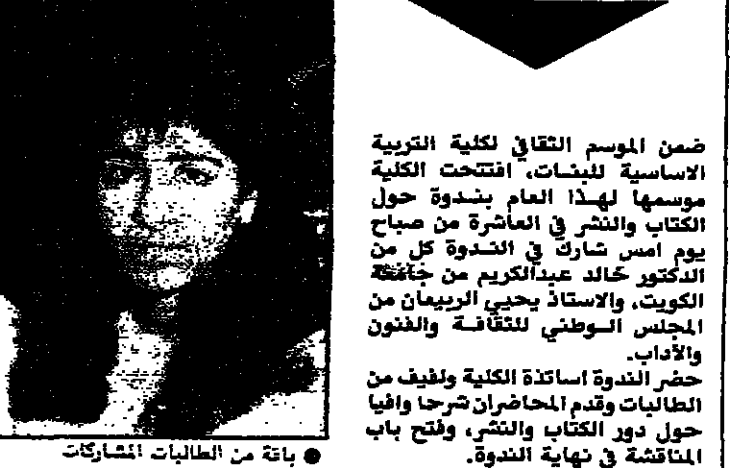 ضمن الموسم الثقافي لكلية التربية
الاساسية للبنات، افتتحت الكلية
موسمها لهذا العام بندوة حول
الكتاب والنشر في العاشرة من صباح
يوم امس شارك في الندوة كل من
الدكتور خالد عبدالكريم من جامعة
الكويت، والاستاذ يحيى الربيعان من
المجلس الوطني للثقافة والفنون
والآداب.
حضر الندوة اساتذة الكلية ولفيف من
الطالبات وقدم المحاضران شرحا وافيا
حول دور الكتاب والنشر، وفتح باب
المناقشة في نهاية الندوة.
● باقة من الطالبات المشاركات